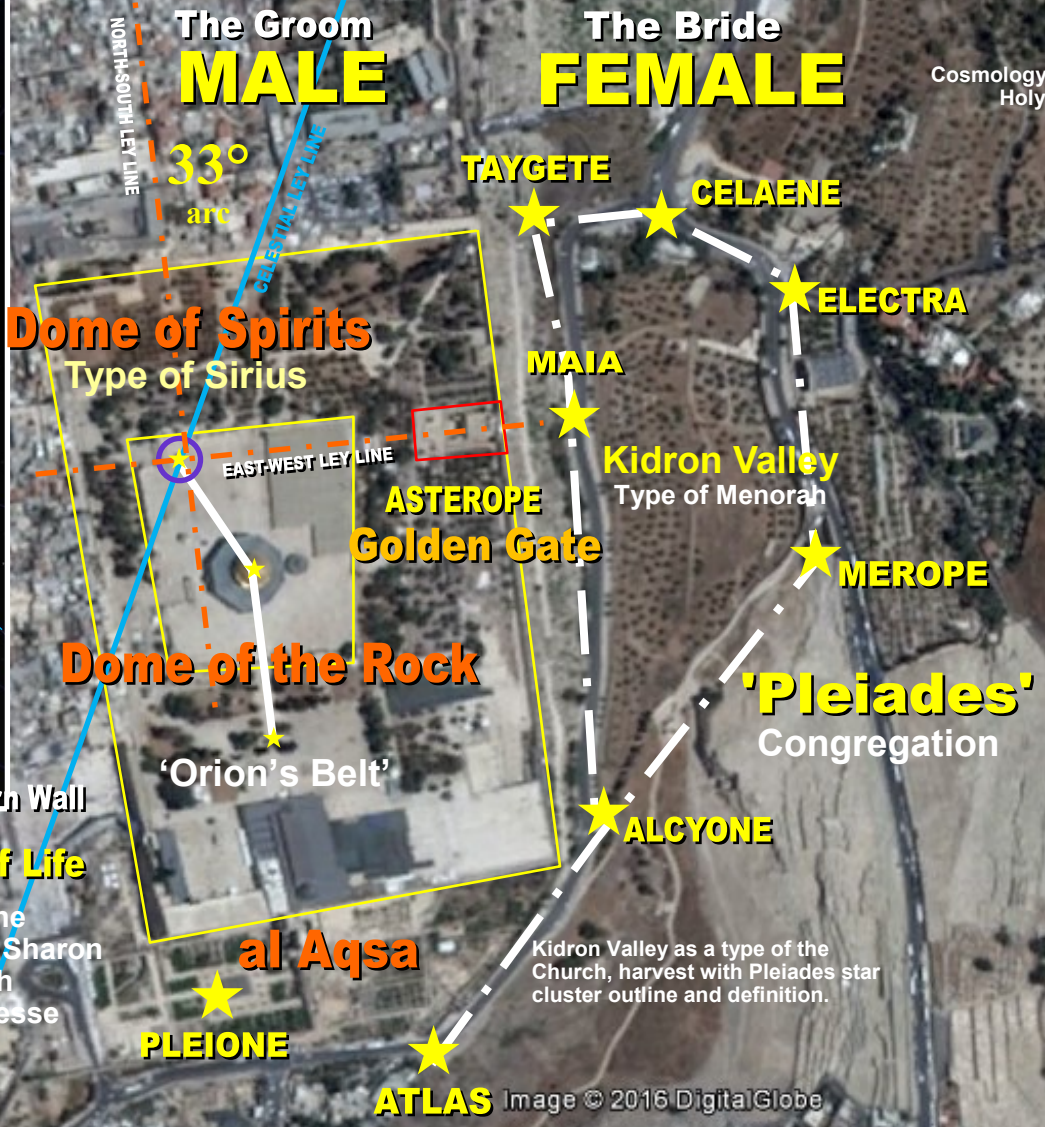 The Groom
MALE
The Bride
FEMALE
Cosmology
Holy
NORTH SOUTH LEY LINE
33°
arc
CELESTIAL LEY LINE
TAYGETE
CELAENE
ELECTRA
Dome of Spirits
Type of Sirius
MAIA
EAST-WEST LEY LINE
Kidron Valley
Type of Menorah
ASTEROPE
Golden Gate
MEROPE
Dome of the Rock
'Pleiades'
Congregation
‘Orion’s Belt’
Wall
ALCYONE
f Life
Sharon
esse
al Aqsa
Kidron Valley as a type of the
Church, harvest with Pleiades star
cluster outline and definition.
PLEIONE
ATLAS
Image © 2016 DigitalGlobe